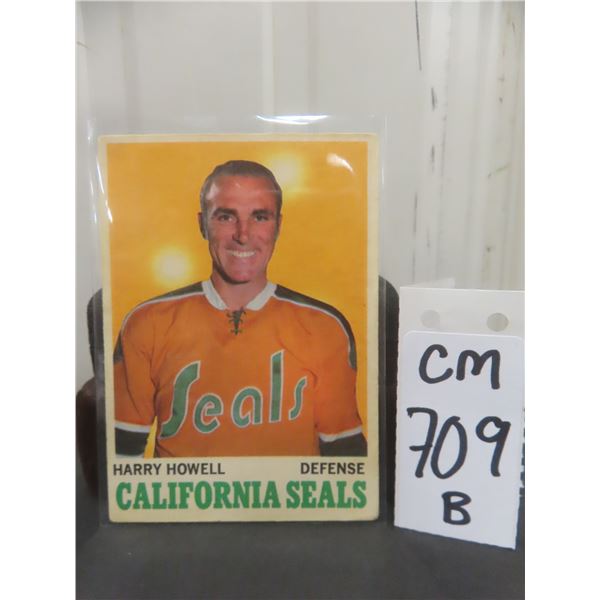 Seals
HARRY HOWELL DEFENSE
CALIFORNIA SEALS
CM
709
B